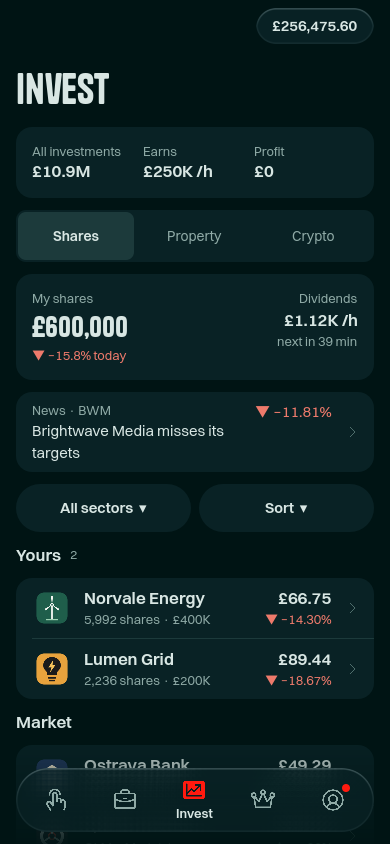 £256,475.60
INVEST
All investments Earns Profit
£10.9M £250K /h £0
Shares Property Crypto
My shares Dividends
£600,000 £1.12K /h
▼ −15.8% today next in 39 min
News · BWM ▼ −11.81%
Brightwave Media misses its
targets
All sectors ▾ Sort ▾
Yours 2
Norvale Energy £66.75
5,992 shares · £400K ▼ −14.30%
Lumen Grid £89.44
2,236 shares · £200K ▼ −18.67%
Market
Ostrava Bank £49.29
Invest